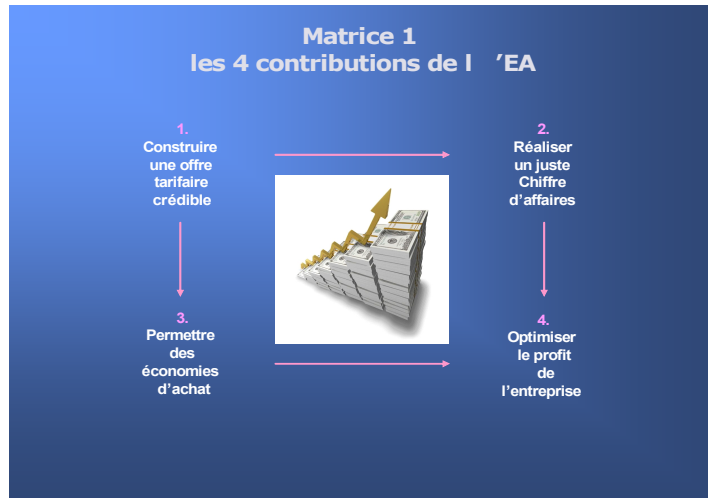 Matrice 1
les 4 contributions de l ’EA
1.
Construire
une offre
tarifaire
crédible
2.
Réaliser
un juste
Chiffre
d’affaires
3.
Permettre
des
économies
d’achat
4.
Optimiser
le profit
de
l’entreprise